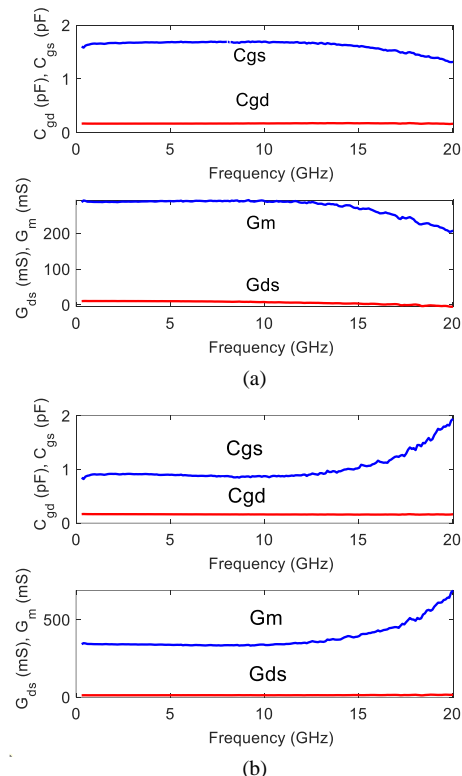 2
1
0
C_gd (pF), C_gs (pF)
Cgs
Cgd
0 5 10 15 20
Frequency (GHz)
200
100
0
G_ds (mS), G_m (mS)
Gm
Gds
0 5 10 15 20
Frequency (GHz)
(a)
2
1
0
C_gd (pF), C_gs (pF)
Cgs
Cgd
0 5 10 15 20
Frequency (GHz)
500
0
G_ds (mS), G_m (mS)
Gm
Gds
0 5 10 15 20
Frequency (GHz)
(b)